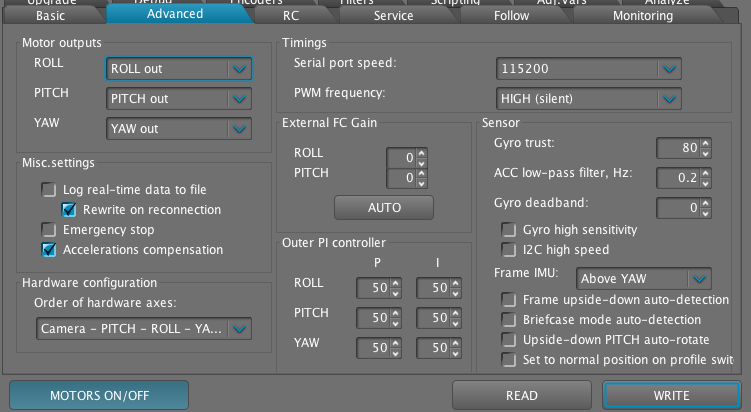 Upgrade Debug Encoders Filters Scripting Adj.Vars Analyze
Basic Advanced RC Service Follow Monitoring
Motor outputs
ROLL ROLL out
PITCH PITCH out
YAW YAW out
Misc.settings
Log real-time data to file
Rewrite on reconnection
Emergency stop
Accelerations compensation
Hardware configuration
Order of hardware axes:
Camera – PITCH – ROLL – YA...
Timings
Serial port speed: 115200
PWM frequency: HIGH (silent)
External FC Gain
ROLL 0
PITCH 0
AUTO
Outer PI controller
P I
ROLL 50 50
PITCH 50 50
YAW 50 50
Sensor
Gyro trust: 80
ACC low-pass filter, Hz: 0.2
Gyro deadband: 0
Gyro high sensitivity
I2C high speed
Frame IMU: Above YAW
Frame upside-down auto-detection
Briefcase mode auto-detection
Upside-down PITCH auto-rotate
Set to normal position on profile swit
MOTORS ON/OFF READ WRITE